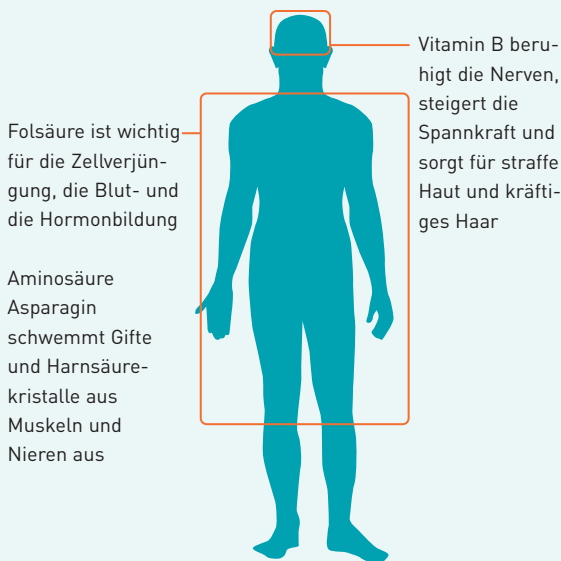 Vitamin B beru-
higt die Nerven,
steigert die
Spannkraft und
sorgt für straffe
Haut und kräfti-
ges Haar
Folsäure ist wichtig
für die Zellverjün-
gung, die Blut- und
die Hormonbildung
Aminosäure
Asparagin
schwemmt Gifte
und Harnsäure-
kristalle aus
Muskeln und
Nieren aus